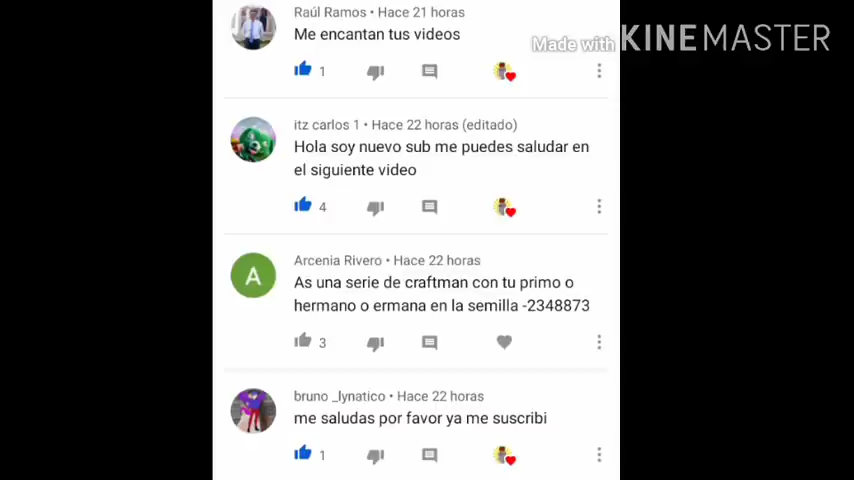 Raúl Ramos • Hace 21 horas
Me encantan tus videos
Made with KINEMASTER
1
itz carlos 1 • Hace 22 horas (editado)
Hola soy nuevo sub me puedes saludar en
el siguiente video
4
A
Arcenia Rivero • Hace 22 horas
As una serie de craftman con tu primo o
hermano o ermana en la semilla -2348873
3
bruno _lynatico • Hace 22 horas
me saludas por favor ya me suscribi
1